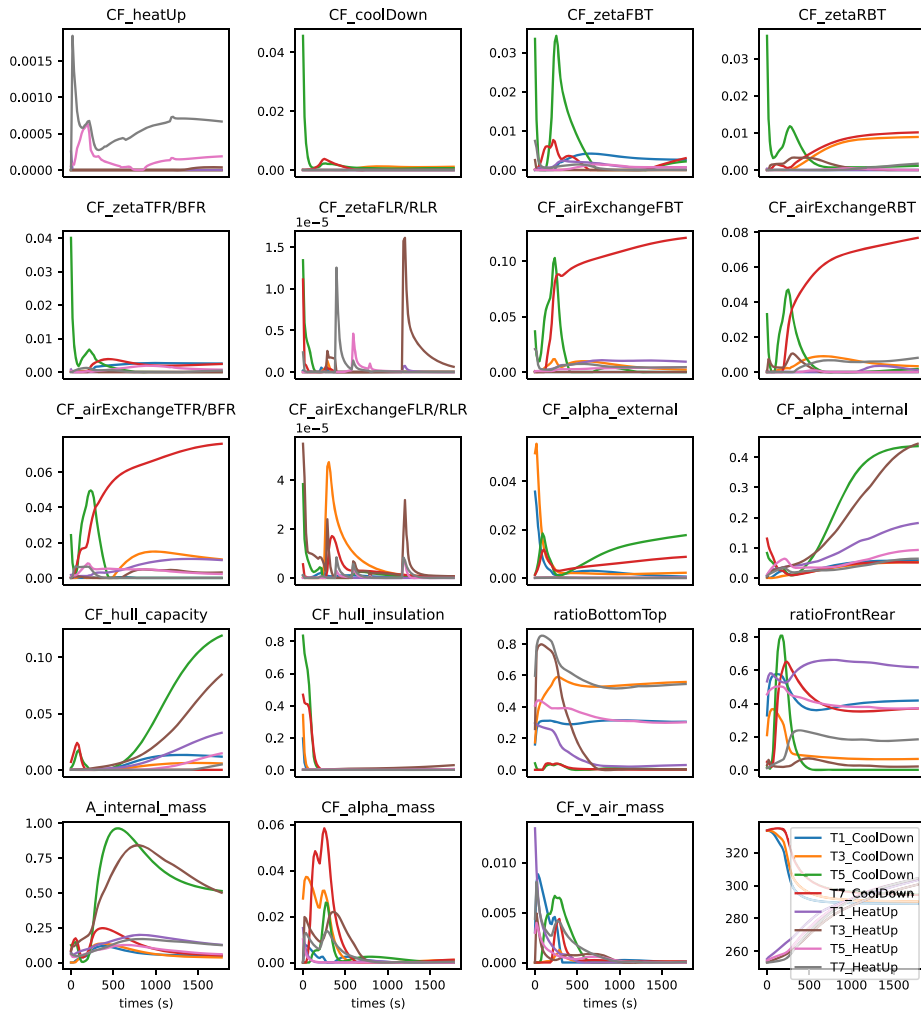 CF_heatUp CF_coolDown CF_zetaFBT CF_zetaRBT
0.0015 0.0010 0.0005 0.0000
0.04 0.02 0.00
0.03 0.02 0.01 0.00
0.03 0.02 0.01 0.00
CF_zetaTFR/BFR CF_zetaFLR/RLR CF_airExchangeFBT CF_airExchangeRBT
0.04 0.03 0.02 0.01 0.00
1e−5
1.5 1.0 0.5 0.0
0.10 0.05 0.00
0.08 0.06 0.04 0.02 0.00
CF_airExchangeTFR/BFR CF_airExchangeFLR/RLR CF_alpha_external CF_alpha_internal
0.06 0.04 0.02 0.00
1e−5
4 2 0
0.04 0.02 0.00
0.4 0.3 0.2 0.1 0.0
CF_hull_capacity CF_hull_insulation ratioBottomTop ratioFrontRear
0.10 0.05 0.00
0.8 0.6 0.4 0.2 0.0
0.8 0.6 0.4 0.2 0.0
0.8 0.6 0.4 0.2 0.0
A_internal_mass CF_alpha_mass CF_v_air_mass
1.00 0.75 0.50 0.25 0.00
0.06 0.04 0.02 0.00
0.010 0.005 0.000
320 300 280 260
T1_CoolDown
T3_CoolDown
T5_CoolDown
T7_CoolDown
T1_HeatUp
T3_HeatUp
T5_HeatUp
T7_HeatUp
0 500 1000 1500 0 500 1000 1500 0 500 1000 1500 0 500 1000 1500
times (s) times (s) times (s)